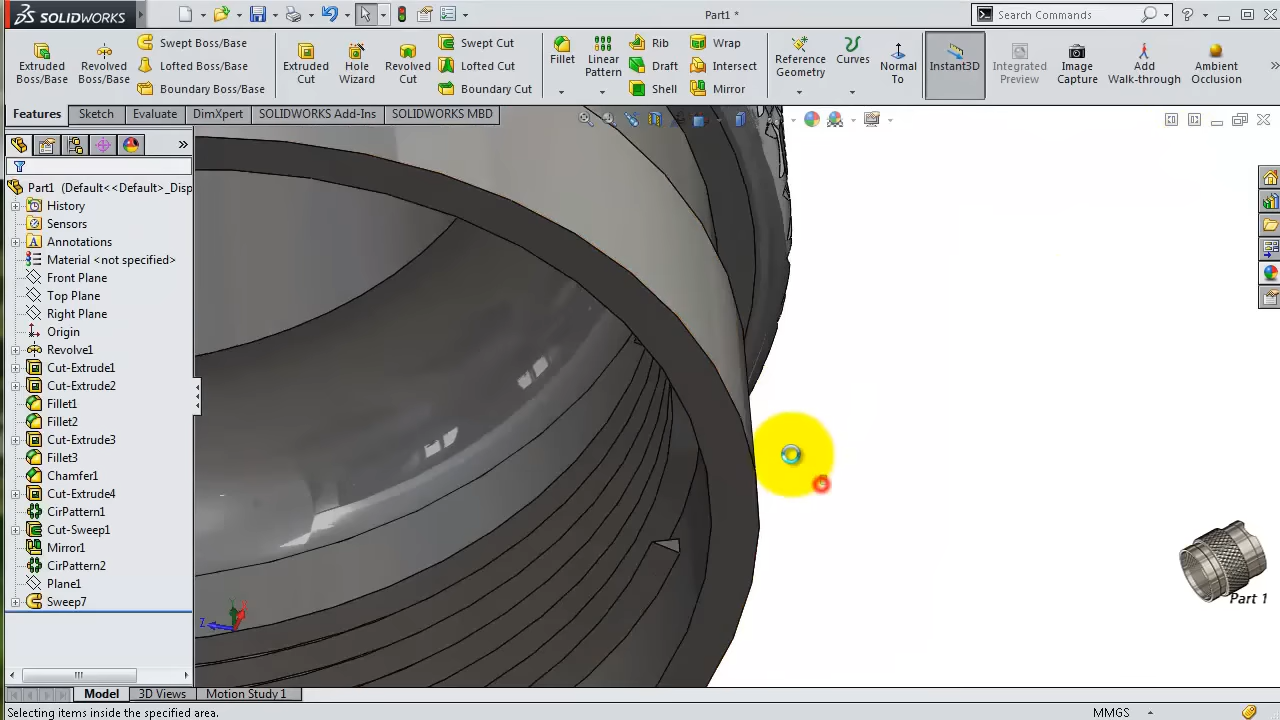 SOLIDWORKS
Part1 *
Search Commands
Extruded Boss/Base
Revolved Boss/Base
Swept Boss/Base
Lofted Boss/Base
Boundary Boss/Base
Extruded Cut
Hole Wizard
Revolved Cut
Swept Cut
Lofted Cut
Boundary Cut
Fillet
Linear Pattern
Rib
Draft
Shell
Wrap
Intersect
Mirror
Reference Geometry
Curves
Normal To
Instant3D
Integrated Preview
Image Capture
Add Walk-through
Ambient Occlusion
Features
Sketch
Evaluate
DimXpert
SOLIDWORKS Add-Ins
SOLIDWORKS MBD
Part1 (Default<<Default>_Disp
History
Sensors
Annotations
Material <not specified>
Front Plane
Top Plane
Right Plane
Origin
Revolve1
Cut-Extrude1
Cut-Extrude2
Fillet1
Fillet2
Cut-Extrude3
Fillet3
Chamfer1
Cut-Extrude4
CirPattern1
Cut-Sweep1
Mirror1
CirPattern2
Plane1
Sweep7
Z
Part 1
Model
3D Views
Motion Study 1
Selecting items inside the specified area.
MMGS